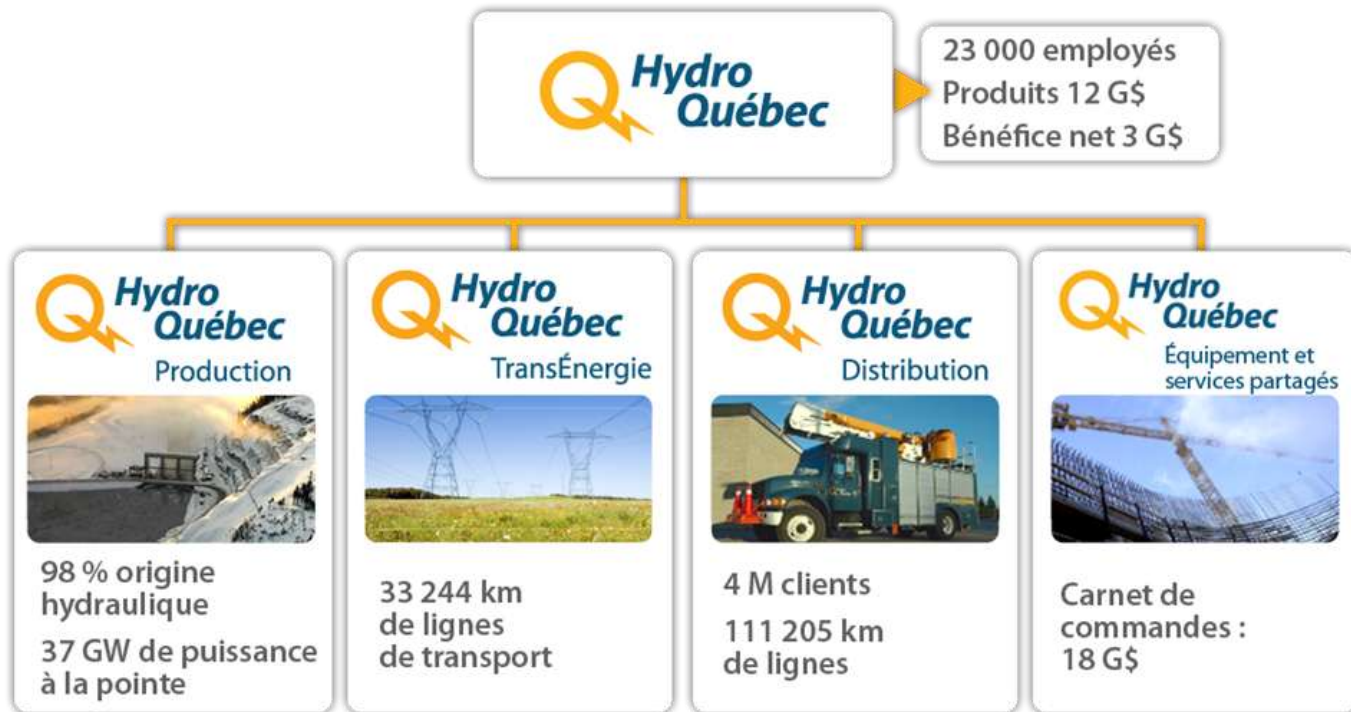 Hydro
Québec
23 000 employés
Produits 12 G$
Bénéfice net 3 G$
Hydro
Québec
Production
98 % origine
hydraulique
37 GW de puissance
à la pointe
Hydro
Québec
TransÉnergie
33 244 km
de lignes
de transport
Hydro
Québec
Distribution
4 M clients
111 205 km
de lignes
Hydro
Québec
Équipement et
services partagés
Carnet de
commandes :
18 G$